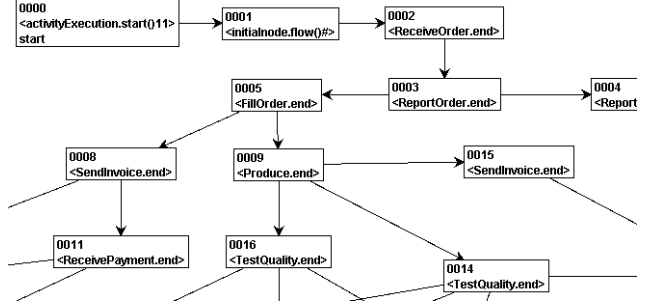 0000
<activityExecution.start()11>
start
0001
<initialnode.flow()#>
0002
<ReceiveOrder.end>
0005
<FillOrder.end>
0003
<ReportOrder.end>
0004
<Report
0008
<SendInvoice.end>
0009
<Produce.end>
0015
<SendInvoice.end>
0011
<ReceivePayment.end>
0016
<TestQuality.end>
0014
<TestQuality.end>